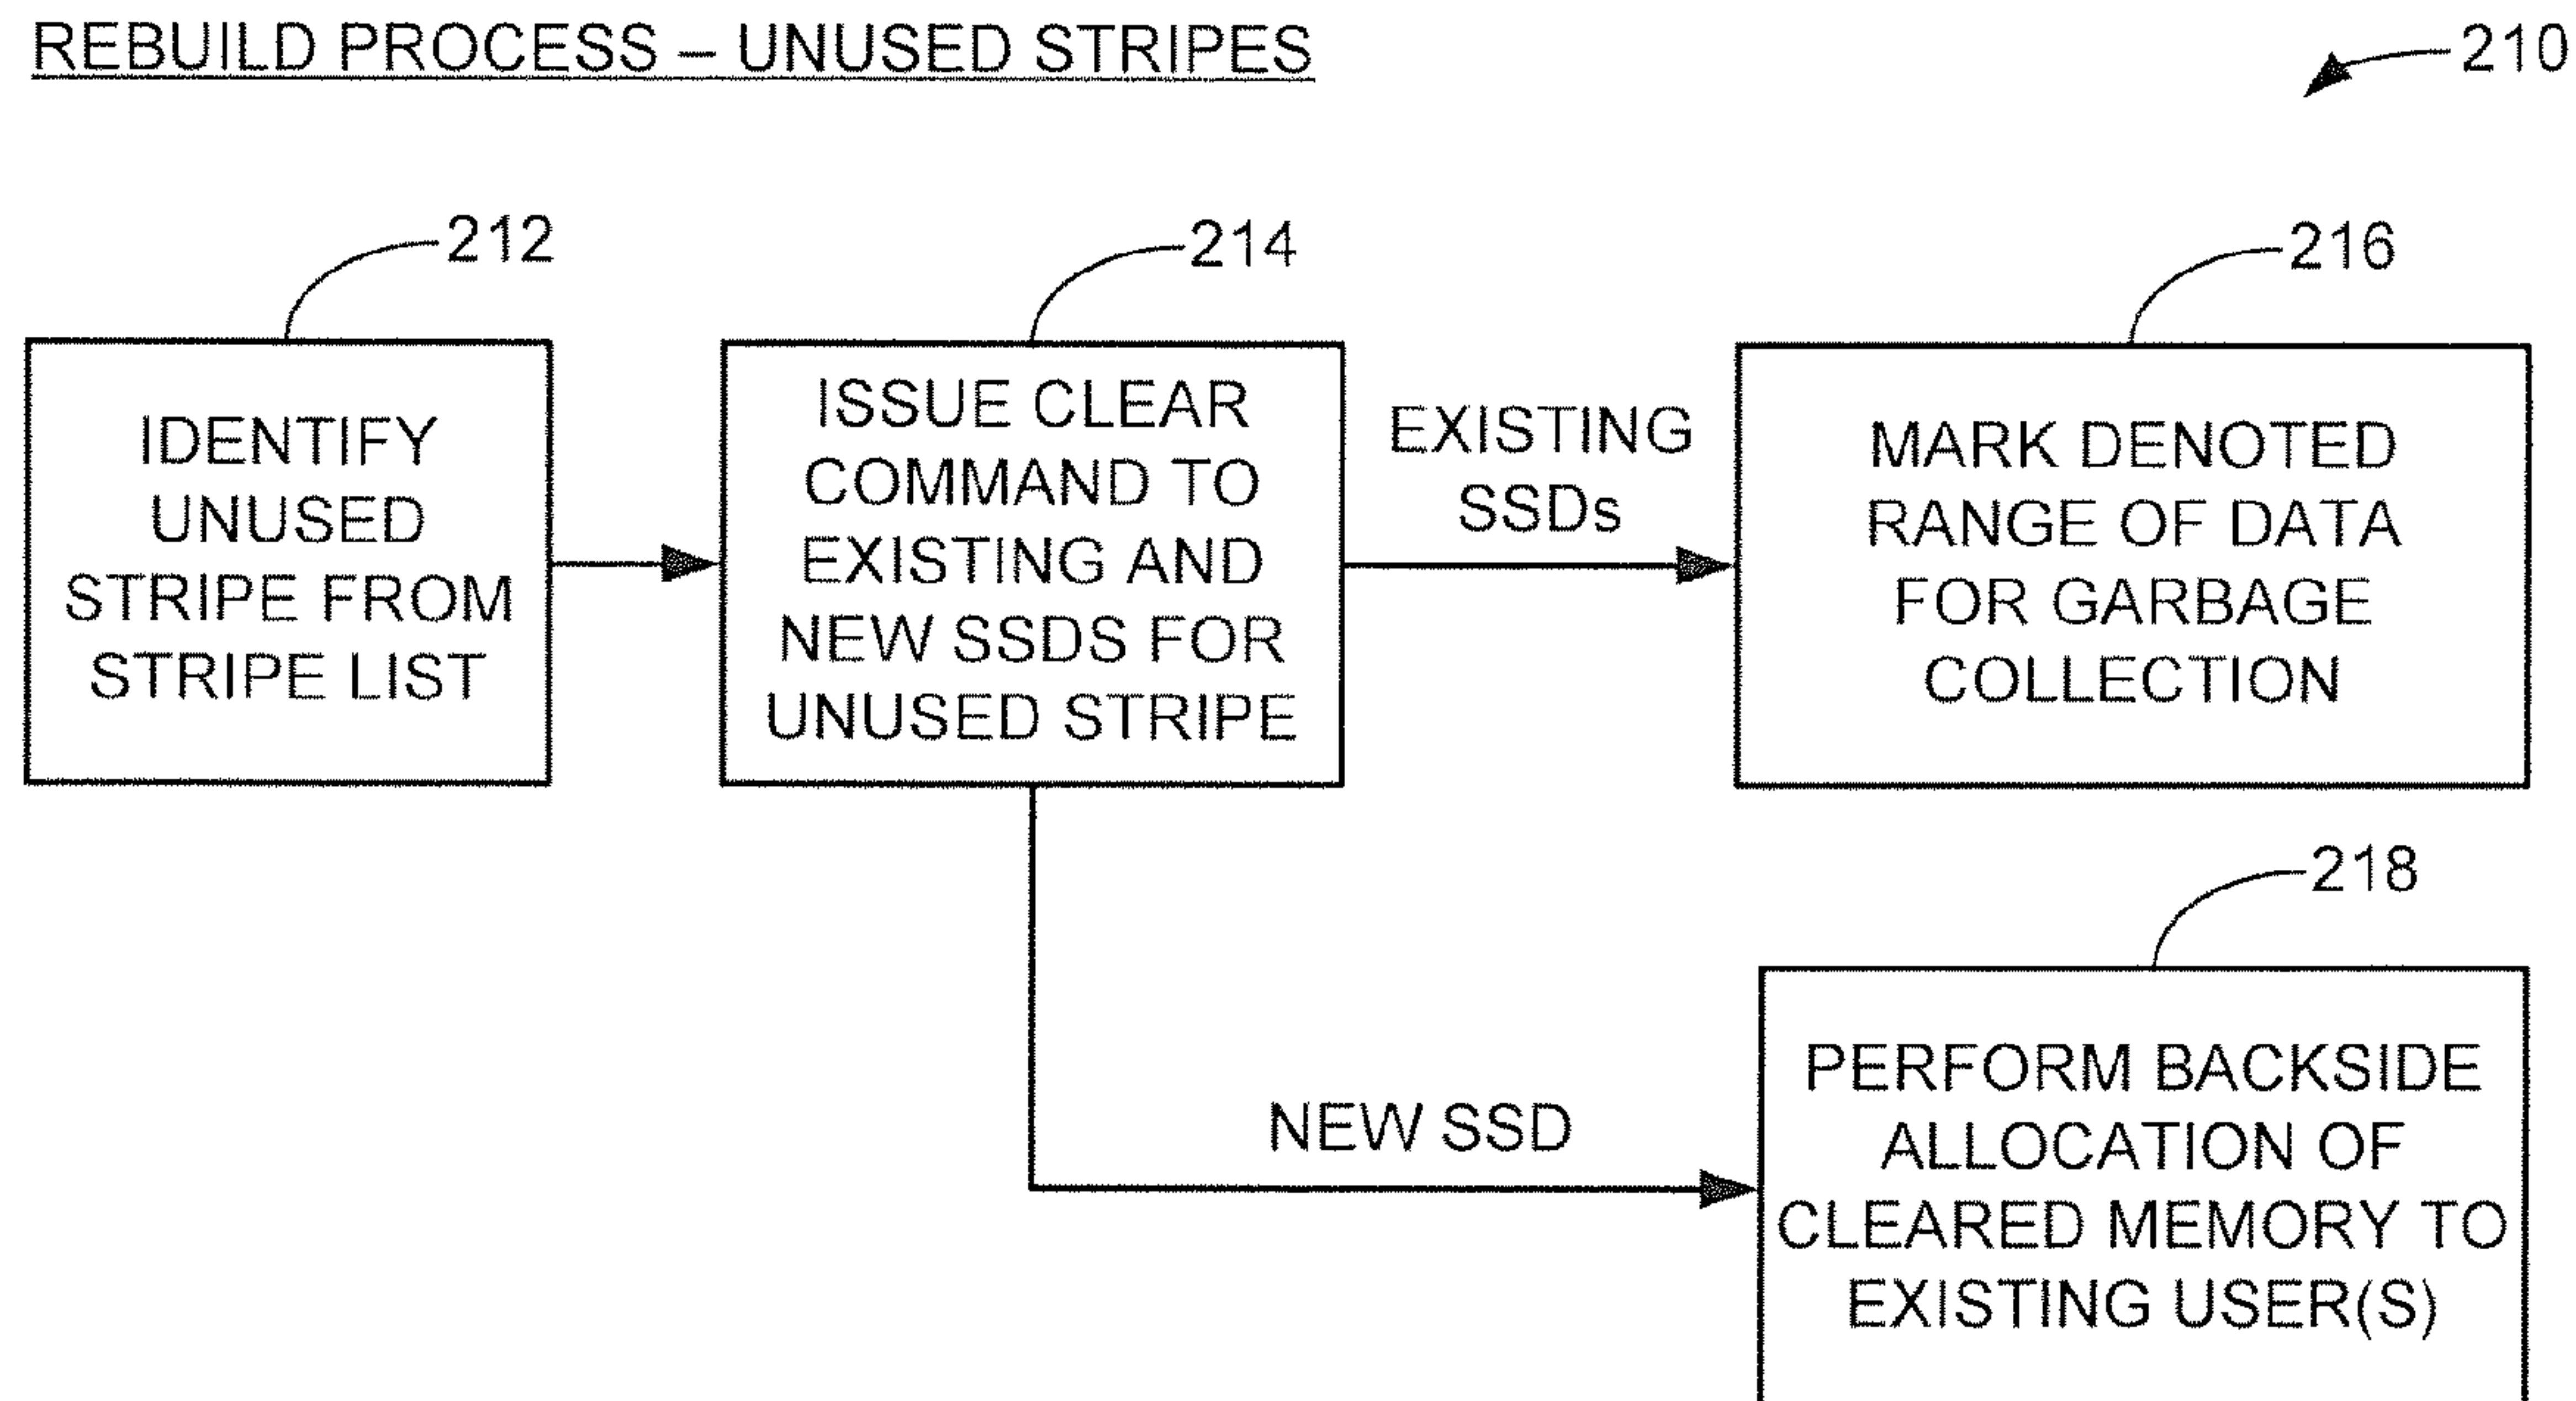 REBUILD PROCESS – UNUSED STRIPES
210
212
214
216
IDENTIFY
UNUSED
STRIPE FROM
STRIPE LIST
ISSUE CLEAR
COMMAND TO
EXISTING AND
NEW SSDS FOR
UNUSED STRIPE
EXISTING
SSDs
MARK DENOTED
RANGE OF DATA
FOR GARBAGE
COLLECTION
218
NEW SSD
PERFORM BACKSIDE
ALLOCATION OF
CLEARED MEMORY TO
EXISTING USER(S)